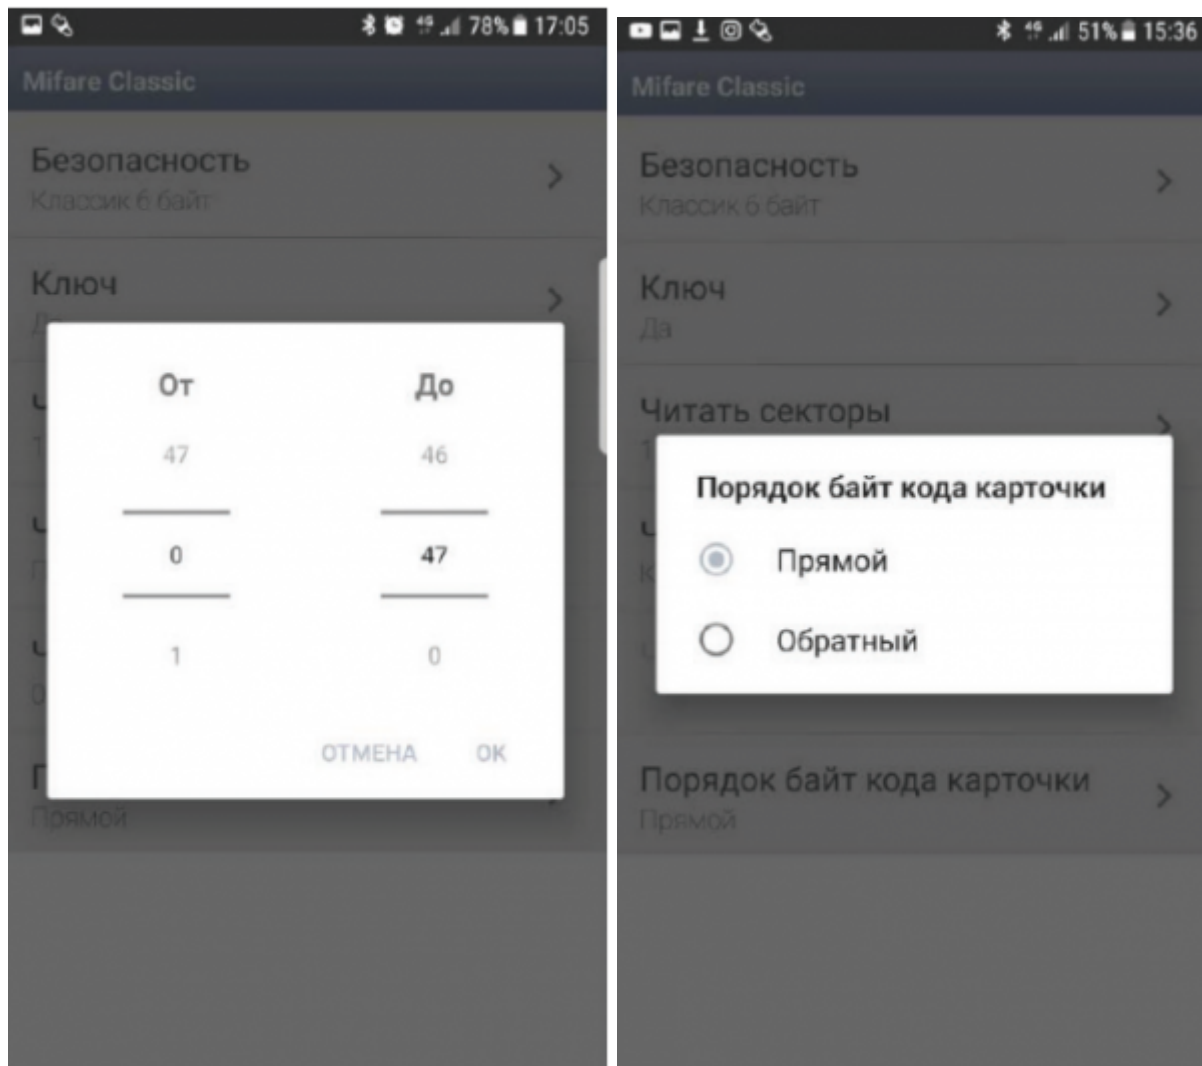 78% 17:05
Mifare Classic
Безопасность
Классик 6 байт
Ключ
От До
47 46
0 47
1 0
ОТМЕНА ОК
Прямой
51% 15:36
Mifare Classic
Безопасность
Классик 6 байт
Ключ
Да
Читать секторы
Порядок байт кода карточки
Прямой
Обратный
Порядок байт кода карточки
Прямой